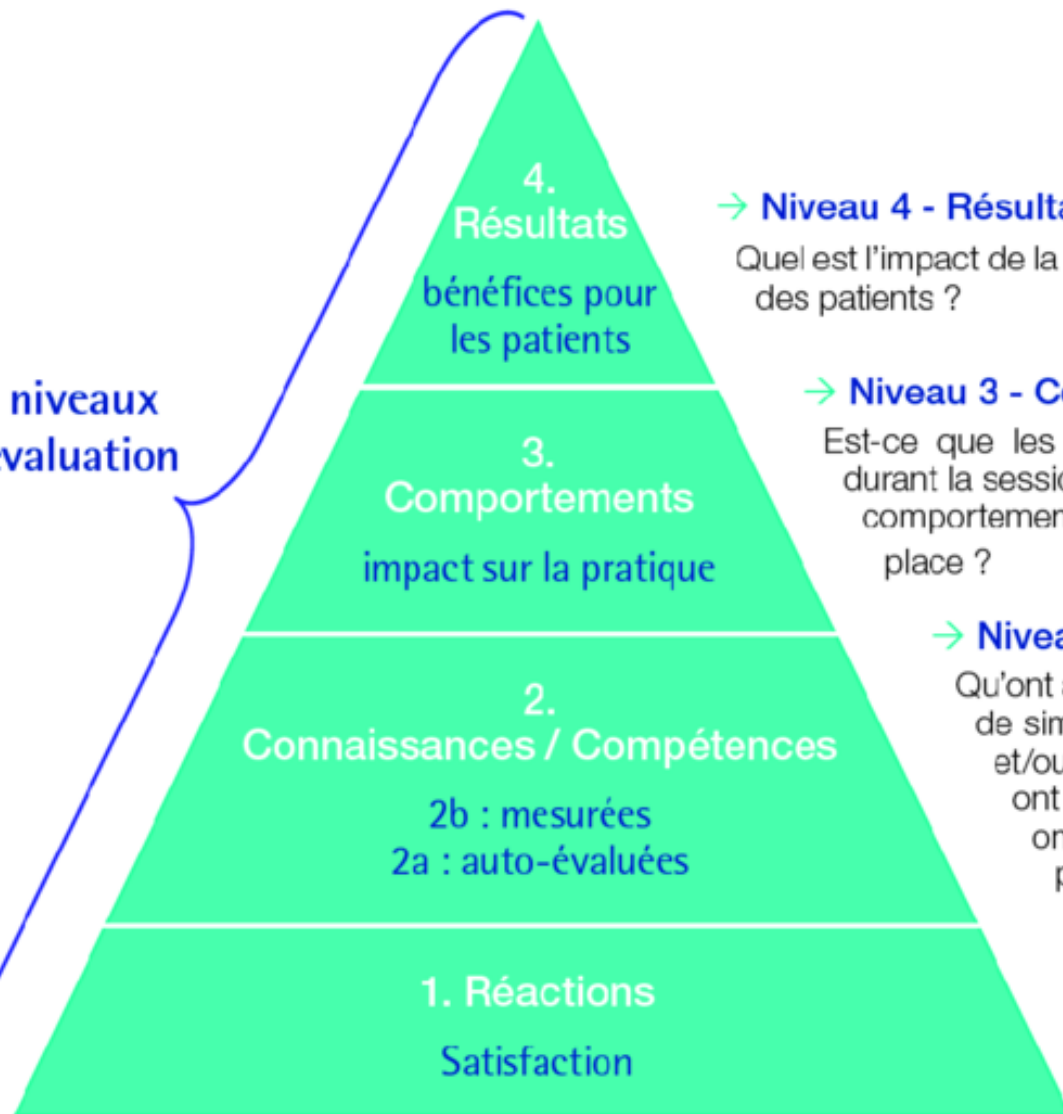 niveaux
évaluation
4.
Résultats
bénéfices pour
les patients
3.
Comportements
impact sur la pratique
2.
Connaissances / Compétences
2b : mesurées
2a : auto-évaluées
1. Réactions
Satisfaction
→ Niveau 4 - Résulta
Quel est l'impact de la
des patients ?
→ Niveau 3 - Co
Est-ce que les
durant la sessio
comportemen
place ?
→ Nivea
Qu'ont
de sim
et/ou
ont